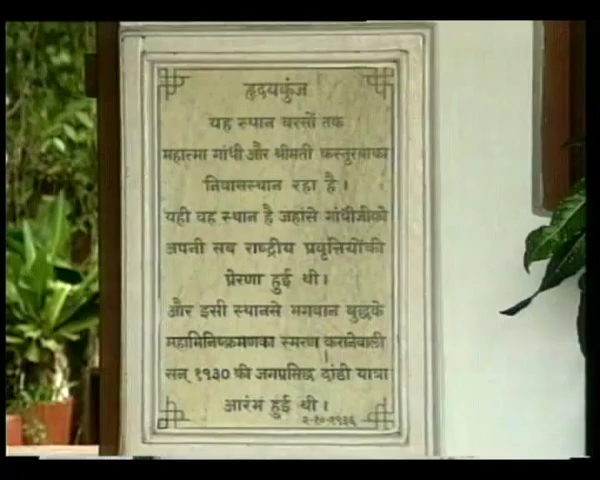 हृदयकुंज
यह स्थान बरसों तक
महात्मा गांधी और श्रीमती कस्तुरबाका
निवासस्थान रहा है।
यही वह स्थान है जहांसे गांधीजीको
अपनी सब राष्ट्रीय प्रवृत्तियोंकी
प्रेरणा हुई थी।
और इसी स्थानसे भगवान बुद्धके
महाभिनिष्क्रमणका स्मरण करानेवाली
सन् १९३० की जगप्रसिद्ध दांडी यात्रा
आरंभ हुई थी।